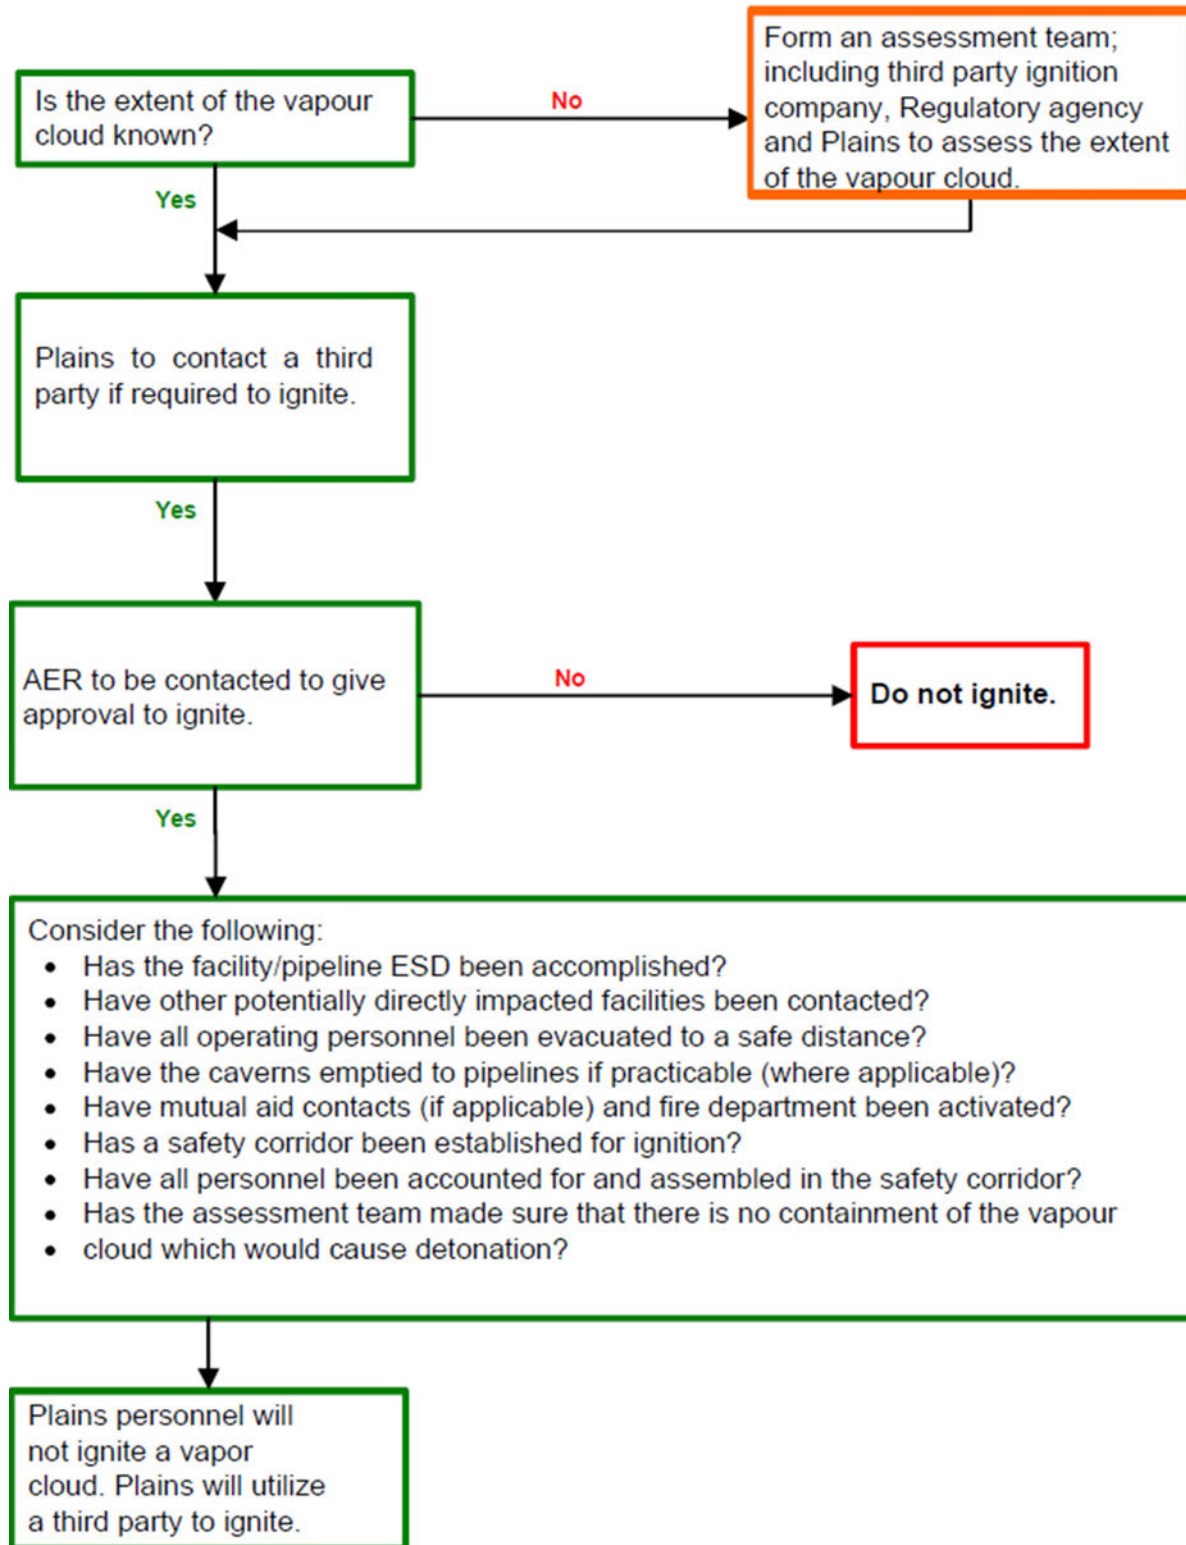 Is the extent of the vapour
cloud known?
No
Form an assessment team;
including third party ignition
company, Regulatory agency
and Plains to assess the extent
of the vapour cloud.
Yes
Plains to contact a third
party if required to ignite.
Yes
AER to be contacted to give
approval to ignite.
No
Do not ignite.
Yes
Consider the following:
• Has the facility/pipeline ESD been accomplished?
• Have other potentially directly impacted facilities been contacted?
• Have all operating personnel been evacuated to a safe distance?
• Have the caverns emptied to pipelines if practicable (where applicable)?
• Have mutual aid contacts (if applicable) and fire department been activated?
• Has a safety corridor been established for ignition?
• Have all personnel been accounted for and assembled in the safety corridor?
• Has the assessment team made sure that there is no containment of the vapour
• cloud which would cause detonation?
Plains personnel will
not ignite a vapor
cloud. Plains will utilize
a third party to ignite.